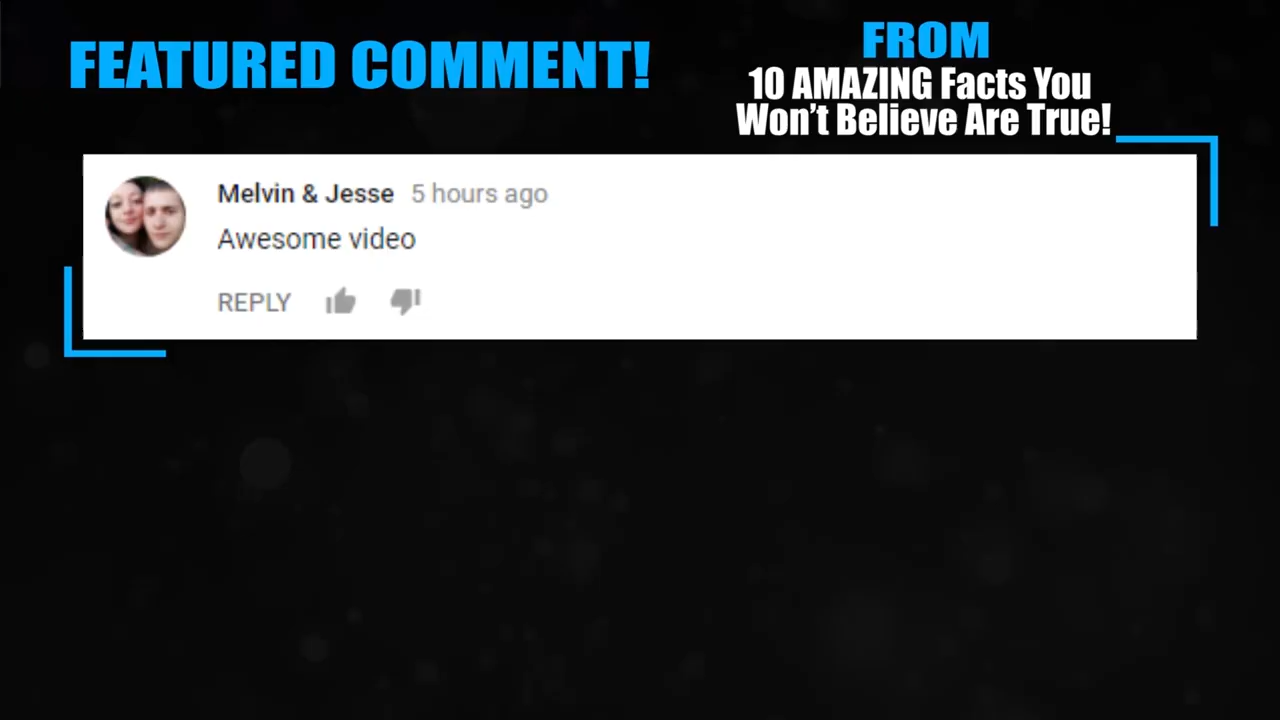 FEATURED COMMENT!
FROM
10 AMAZING Facts You
Won't Believe Are True!
Melvin & Jesse 5 hours ago
Awesome video
REPLY